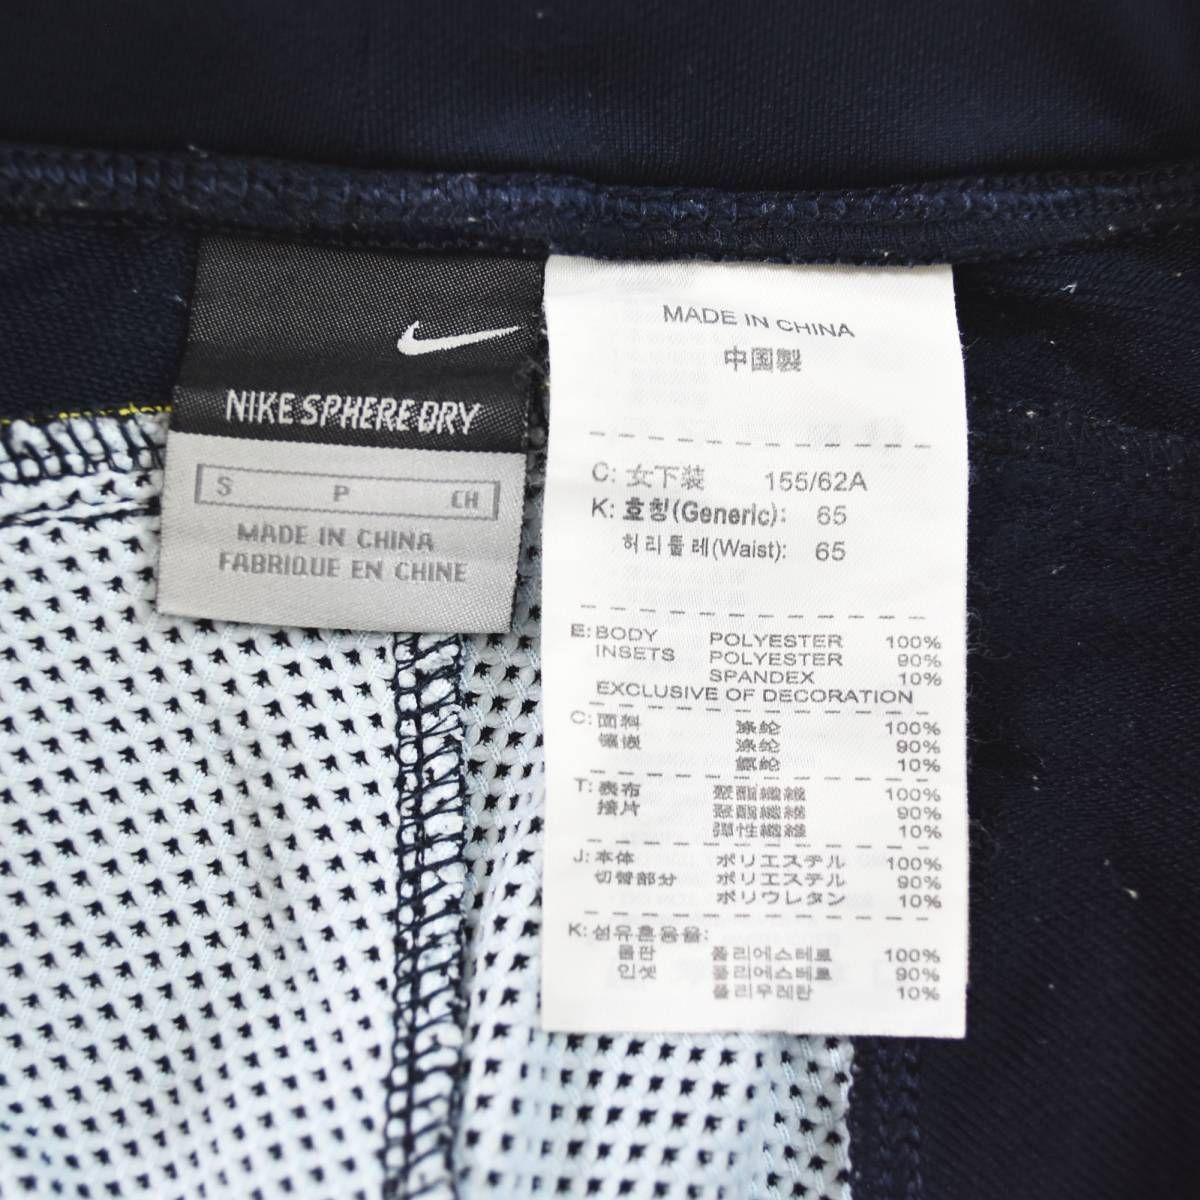 NIKE SPHERE DRY
S P CH
MADE IN CHINA
FABRIQUE EN CHINE
MADE IN CHINA
中国製
C: 女下装 155/62A
K: 호칭(Generic): 65
허리둘레(Waist): 65
E: BODY POLYESTER 100%
INSETS POLYESTER 90%
SPANDEX 10%
EXCLUSIVE OF DECORATION
C: 面料 涤纶 100%
镶嵌 涤纶 90%
氨纶 10%
T: 表布 聚酯纖維 100%
接片 聚酯纖維 90%
彈性纖維 10%
J: 本体 ポリエステル 100%
切替部分 ポリエステル 90%
ポリウレタン 10%
K: 섬유혼용율:
몸판 폴리에스테르 100%
인셋 폴리에스테르 90%
폴리우레탄 10%